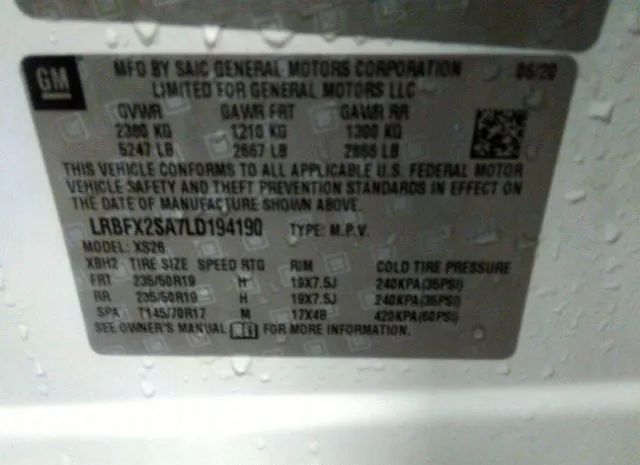 GM
MFD BY SAIC GENERAL MOTORS CORPORATION 06/20
LIMITED FOR GENERAL MOTORS LLC
GVWR GAWR FRT GAWR RR
2380 KG 1210 KG 1300 KG
5247 LB 2667 LB 2866 LB
THIS VEHICLE CONFORMS TO ALL APPLICABLE U.S. FEDERAL MOTOR
VEHICLE SAFETY AND THEFT PREVENTION STANDARDS IN EFFECT ON
THE DATE OF MANUFACTURE SHOWN ABOVE.
LRBFX2SA7LD194190 TYPE: M.P.V.
MODEL: XS26
XBH2 TIRE SIZE SPEED RTG RIM COLD TIRE PRESSURE
FRT 235/50R19 H 19X7.5J 240KPA(35PSI)
RR 235/50R19 H 19X7.5J 240KPA(35PSI)
SPA T145/70R17 M 17X4B 420KPA(60PSI)
SEE OWNER'S MANUAL FOR MORE INFORMATION.